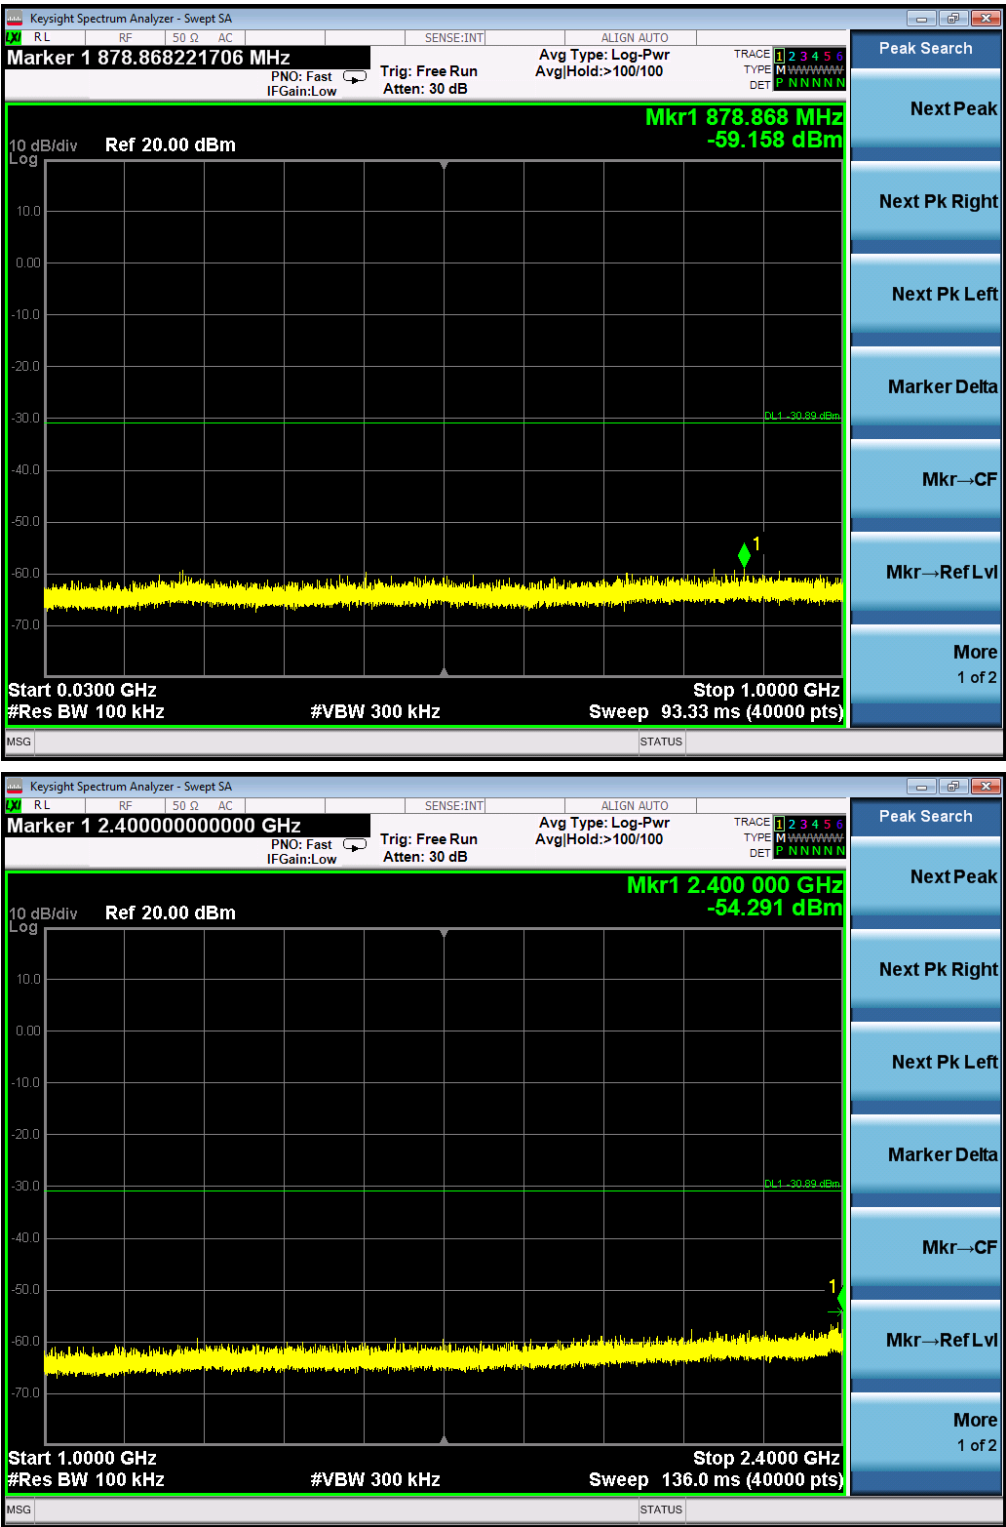 Keysight Spectrum Analyzer - Swept SA
LXI RL RF 50 Ω AC SENSE:INT ALIGN AUTO
Marker 1 878.868221706 MHz
PNO: Fast
IFGain:Low
Trig: Free Run
Atten: 30 dB
Avg Type: Log-Pwr
Avg|Hold:>100/100
TRACE 1 2 3 4 5 6
TYPE M WWWWW
DET P N N N N N
Mkr1 878.868 MHz
-59.158 dBm
10 dB/div Ref 20.00 dBm
Log
10.0
0.00
-10.0
-20.0
-30.0
DL1 -30.89 dBm
-40.0
-50.0
1
-60.0
-70.0
Start 0.0300 GHz Stop 1.0000 GHz
#Res BW 100 kHz #VBW 300 kHz Sweep 93.33 ms (40000 pts)
MSG STATUS
Peak Search
Next Peak
Next Pk Right
Next Pk Left
Marker Delta
Mkr→CF
Mkr→Ref Lvl
More
1 of 2
Keysight Spectrum Analyzer - Swept SA
LXI RL RF 50 Ω AC SENSE:INT ALIGN AUTO
Marker 1 2.400000000000 GHz
PNO: Fast
IFGain:Low
Trig: Free Run
Atten: 30 dB
Avg Type: Log-Pwr
Avg|Hold:>100/100
TRACE 1 2 3 4 5 6
TYPE M WWWWW
DET P N N N N N
Mkr1 2.400 000 GHz
-54.291 dBm
10 dB/div Ref 20.00 dBm
Log
10.0
0.00
-10.0
-20.0
-30.0
DL1 -30.89 dBm
-40.0
-50.0
1
-60.0
-70.0
Start 1.0000 GHz Stop 2.4000 GHz
#Res BW 100 kHz #VBW 300 kHz Sweep 136.0 ms (40000 pts)
MSG STATUS
Peak Search
Next Peak
Next Pk Right
Next Pk Left
Marker Delta
Mkr→CF
Mkr→Ref Lvl
More
1 of 2